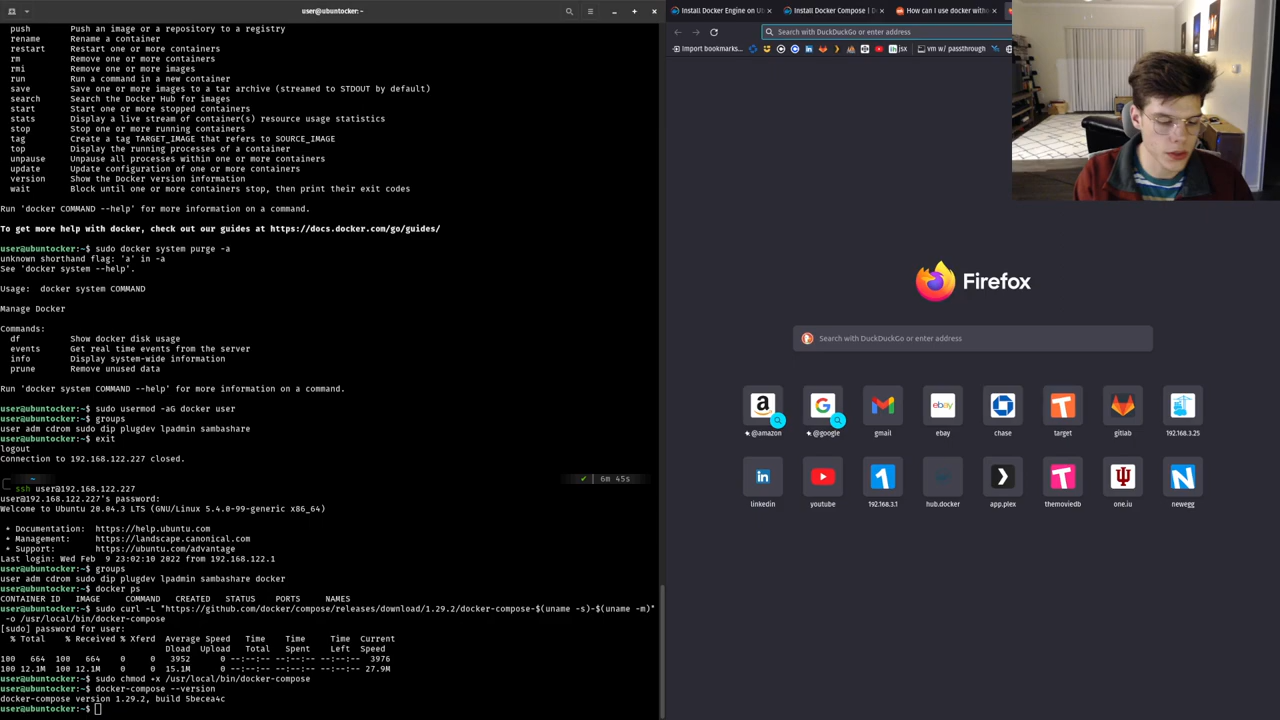 user@ubuntocker: ~
push Push an image or a repository to a registry
rename Rename a container
restart Restart one or more containers
rm Remove one or more containers
rmi Remove one or more images
run Run a command in a new container
save Save one or more images to a tar archive (streamed to STDOUT by default)
search Search the Docker Hub for images
start Start one or more stopped containers
stats Display a live stream of container(s) resource usage statistics
stop Stop one or more running containers
tag Create a tag TARGET_IMAGE that refers to SOURCE_IMAGE
top Display the running processes of a container
unpause Unpause all processes within one or more containers
update Update configuration of one or more containers
version Show the Docker version information
wait Block until one or more containers stop, then print their exit codes
Run 'docker COMMAND --help' for more information on a command.
To get more help with docker, check out our guides at https://docs.docker.com/go/guides/
user@ubuntocker:~$ sudo docker system purge -a
unknown shorthand flag: 'a' in -a
See 'docker system --help'.
Usage: docker system COMMAND
Manage Docker
Commands:
df Show docker disk usage
events Get real time events from the server
info Display system-wide information
prune Remove unused data
Run 'docker system COMMAND --help' for more information on a command.
user@ubuntocker:~$ sudo usermod -aG docker user
user@ubuntocker:~$ groups
user adm cdrom sudo dip plugdev lpadmin sambashare
user@ubuntocker:~$ exit
logout
Connection to 192.168.122.227 closed.
~ ✔ 6m 45s
ssh user@192.168.122.227
user@192.168.122.227's password:
Welcome to Ubuntu 20.04.3 LTS (GNU/Linux 5.4.0-99-generic x86_64)
* Documentation: https://help.ubuntu.com
* Management: https://landscape.canonical.com
* Support: https://ubuntu.com/advantage
Last login: Wed Feb 9 23:02:10 2022 from 192.168.122.1
user@ubuntocker:~$ groups
user adm cdrom sudo dip plugdev lpadmin sambashare docker
user@ubuntocker:~$ docker ps
CONTAINER ID IMAGE COMMAND CREATED STATUS PORTS NAMES
user@ubuntocker:~$ sudo curl -L "https://github.com/docker/compose/releases/download/1.29.2/docker-compose-$(uname -s)-$(uname -m)"
-o /usr/local/bin/docker-compose
[sudo] password for user:
% Total % Received % Xferd Average Speed Time Time Time Current
Dload Upload Total Spent Left Speed
100 664 100 664 0 0 3952 0 --:--:-- --:--:-- --:--:-- 3976
100 12.1M 100 12.1M 0 0 15.1M 0 --:--:-- --:--:-- --:--:-- 27.9M
user@ubuntocker:~$ sudo chmod +x /usr/local/bin/docker-compose
user@ubuntocker:~$ docker-compose --version
docker-compose version 1.29.2, build 5becea4c
user@ubuntocker:~$
Install Docker Engine on Ub
Install Docker Compose |
How can I use docker with
Search with DuckDuckGo or enter address
Import bookmarks...
jsx
vm w/ passthrough
Firefox
Search with DuckDuckGo or enter address
@amazon
@google
gmail
ebay
chase
target
gitlab
192.168.3.25
linkedin
youtube
192.168.3.1
hub.docker
app.plex
themoviedb
one.iu
newegg